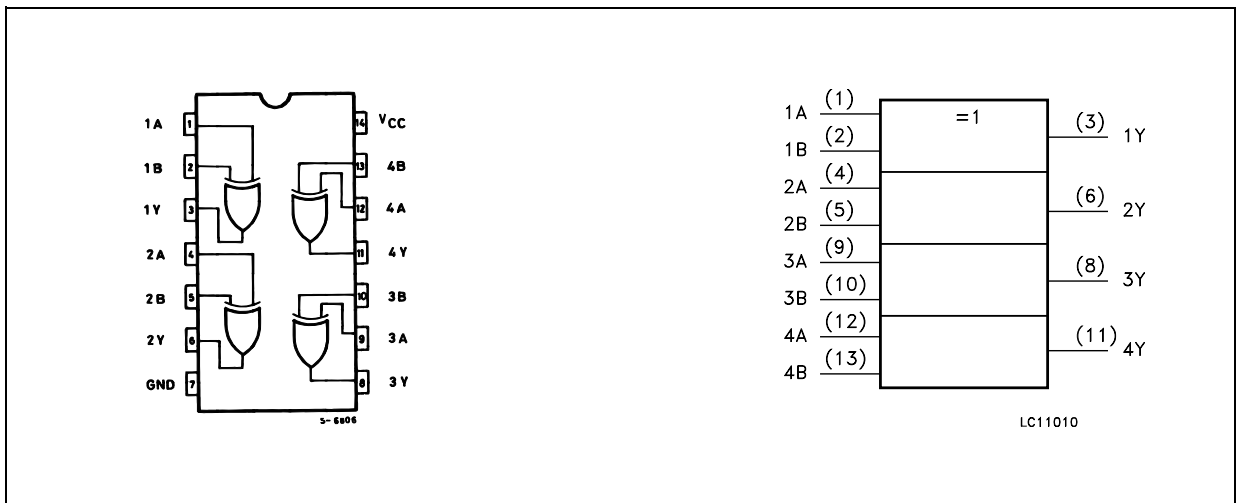 1A 1 14 VCC
1B 2 13 4B
1Y 3 12 4A
2A 4 11 4Y
2B 5 10 3B
2Y 6 9 3A
GND 7 8 3Y
S-6806
=1
1A (1)
1B (2)
2A (4)
2B (5)
3A (9)
3B (10)
4A (12)
4B (13)
(3) 1Y
(6) 2Y
(8) 3Y
(11) 4Y
LC11010